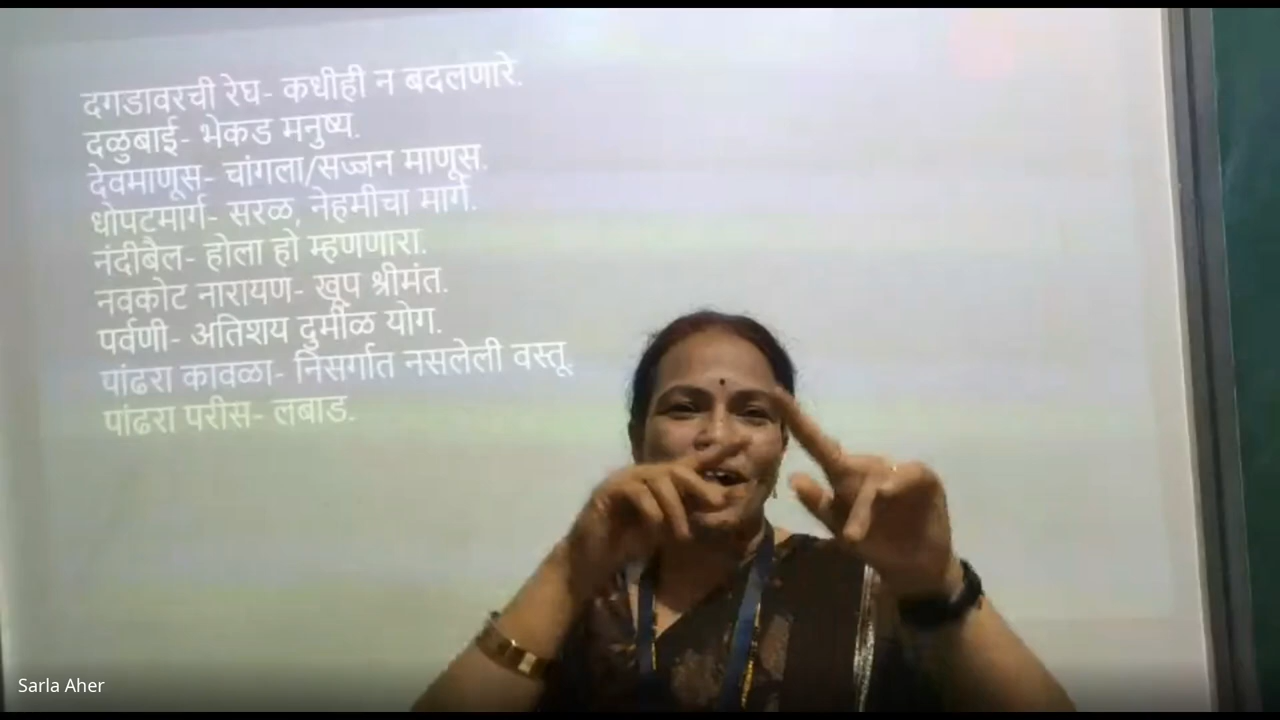 दगडावरची रेघ- कधीही न बदलणारे.
दळुबाई- भेकड मनुष्य.
देवमाणूस- चांगला/सज्जन माणूस.
धोपटमार्ग- सरळ, नेहमीचा मार्ग.
नंदीबैल- होला हो म्हणणारा.
नवकोट नारायण- खूप श्रीमंत.
पर्वणी- अतिशय दुर्मीळ योग.
पांढरा कावळा- निसर्गात नसलेली वस्तू.
पांढरा परीस- लबाड.
Sarla Aher